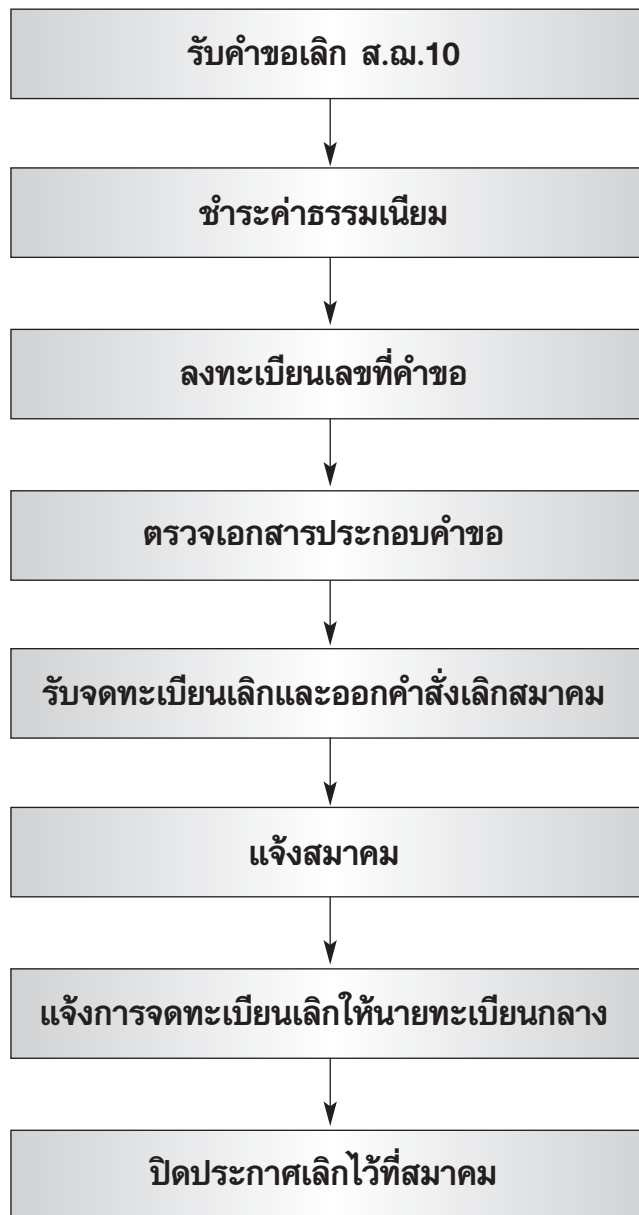 รับคำขอเลิก ส.ฌ.10
ชำระค่าธรรมเนียม
ลงทะเบียนเลขที่คำขอ
ตรวจเอกสารประกอบคำขอ
รับจดทะเบียนเลิกและออกคำสั่งเลิกสมาคม
แจ้งสมาคม
แจ้งการจดทะเบียนเลิกให้นายทะเบียนกลาง
ปิดประกาศเลิกไว้ที่สมาคม